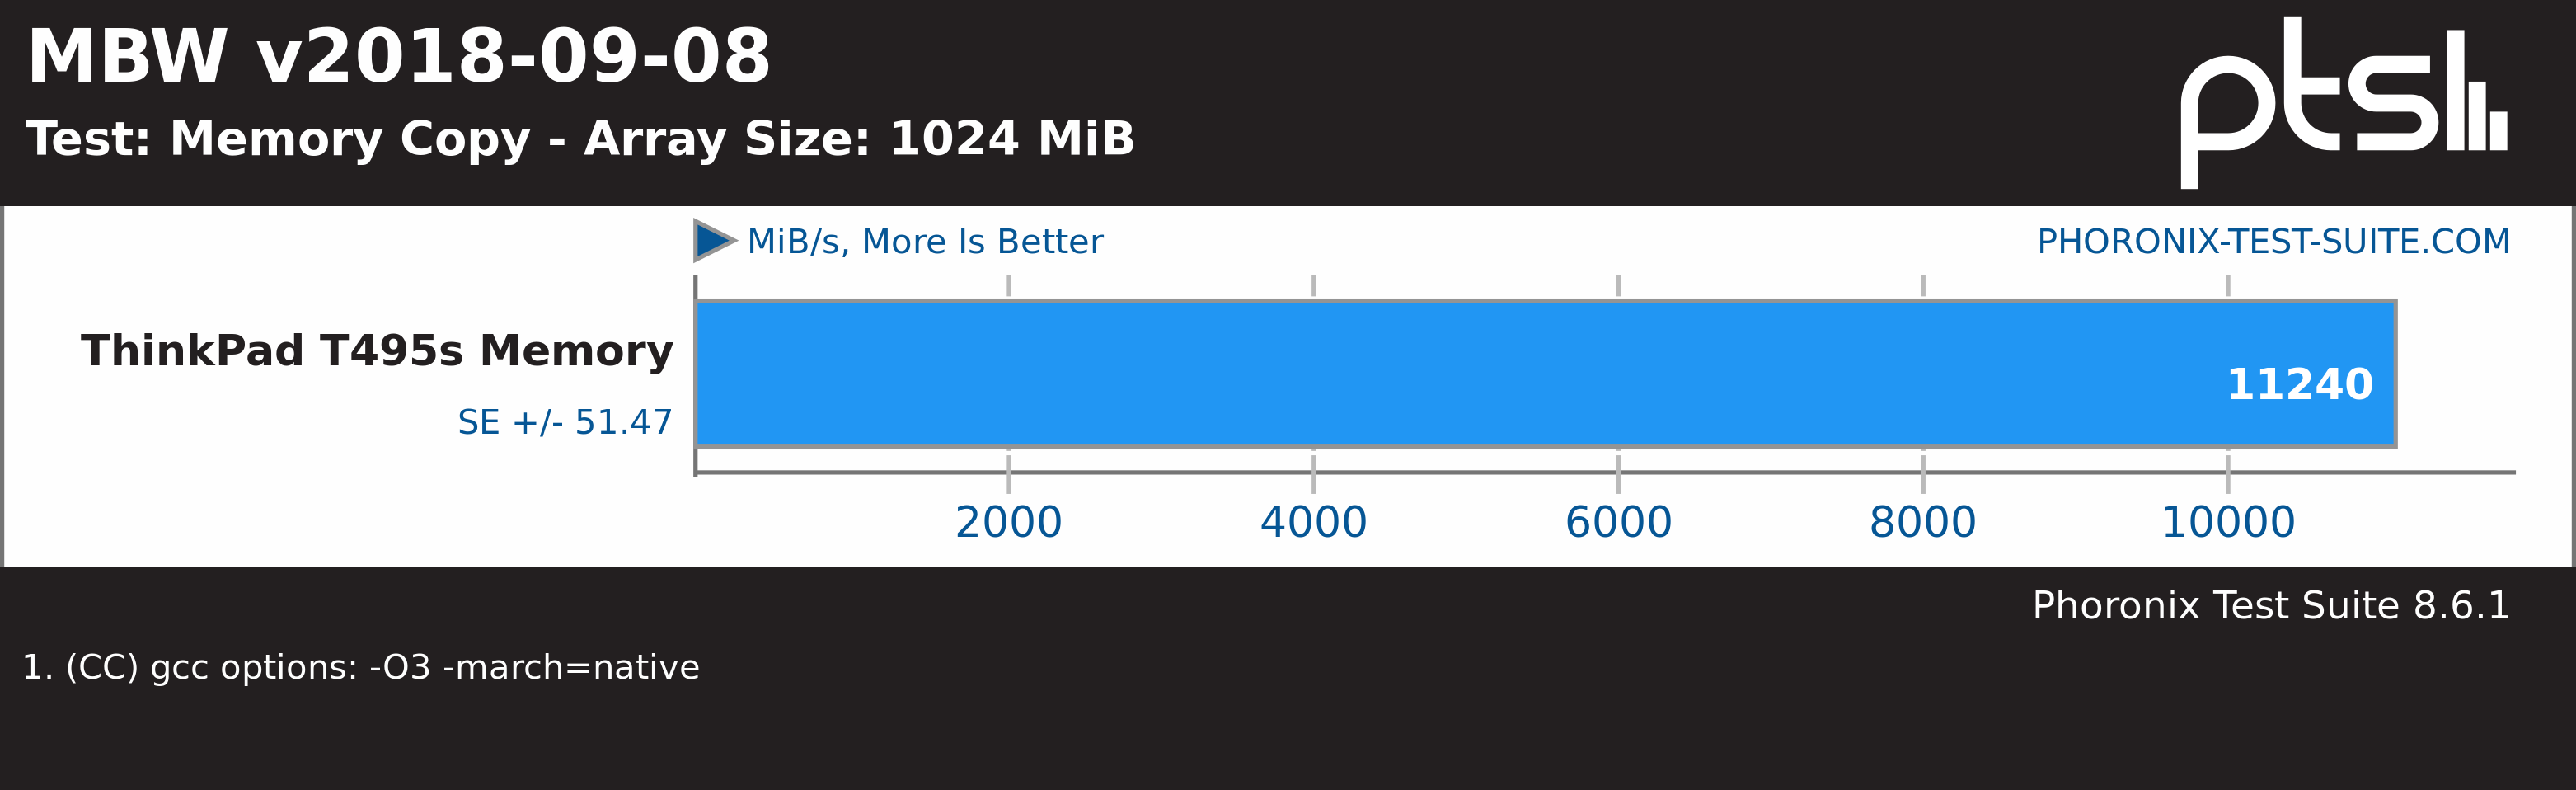 MBW v2018-09-08
Test: Memory Copy - Array Size: 1024 MiB
ptsl
MiB/s, More Is Better
PHORONIX-TEST-SUITE.COM
ThinkPad T495s Memory
11240
SE +/- 51.47
2000 4000 6000 8000 10000
Phoronix Test Suite 8.6.1
1. (CC) gcc options: -O3 -march=native